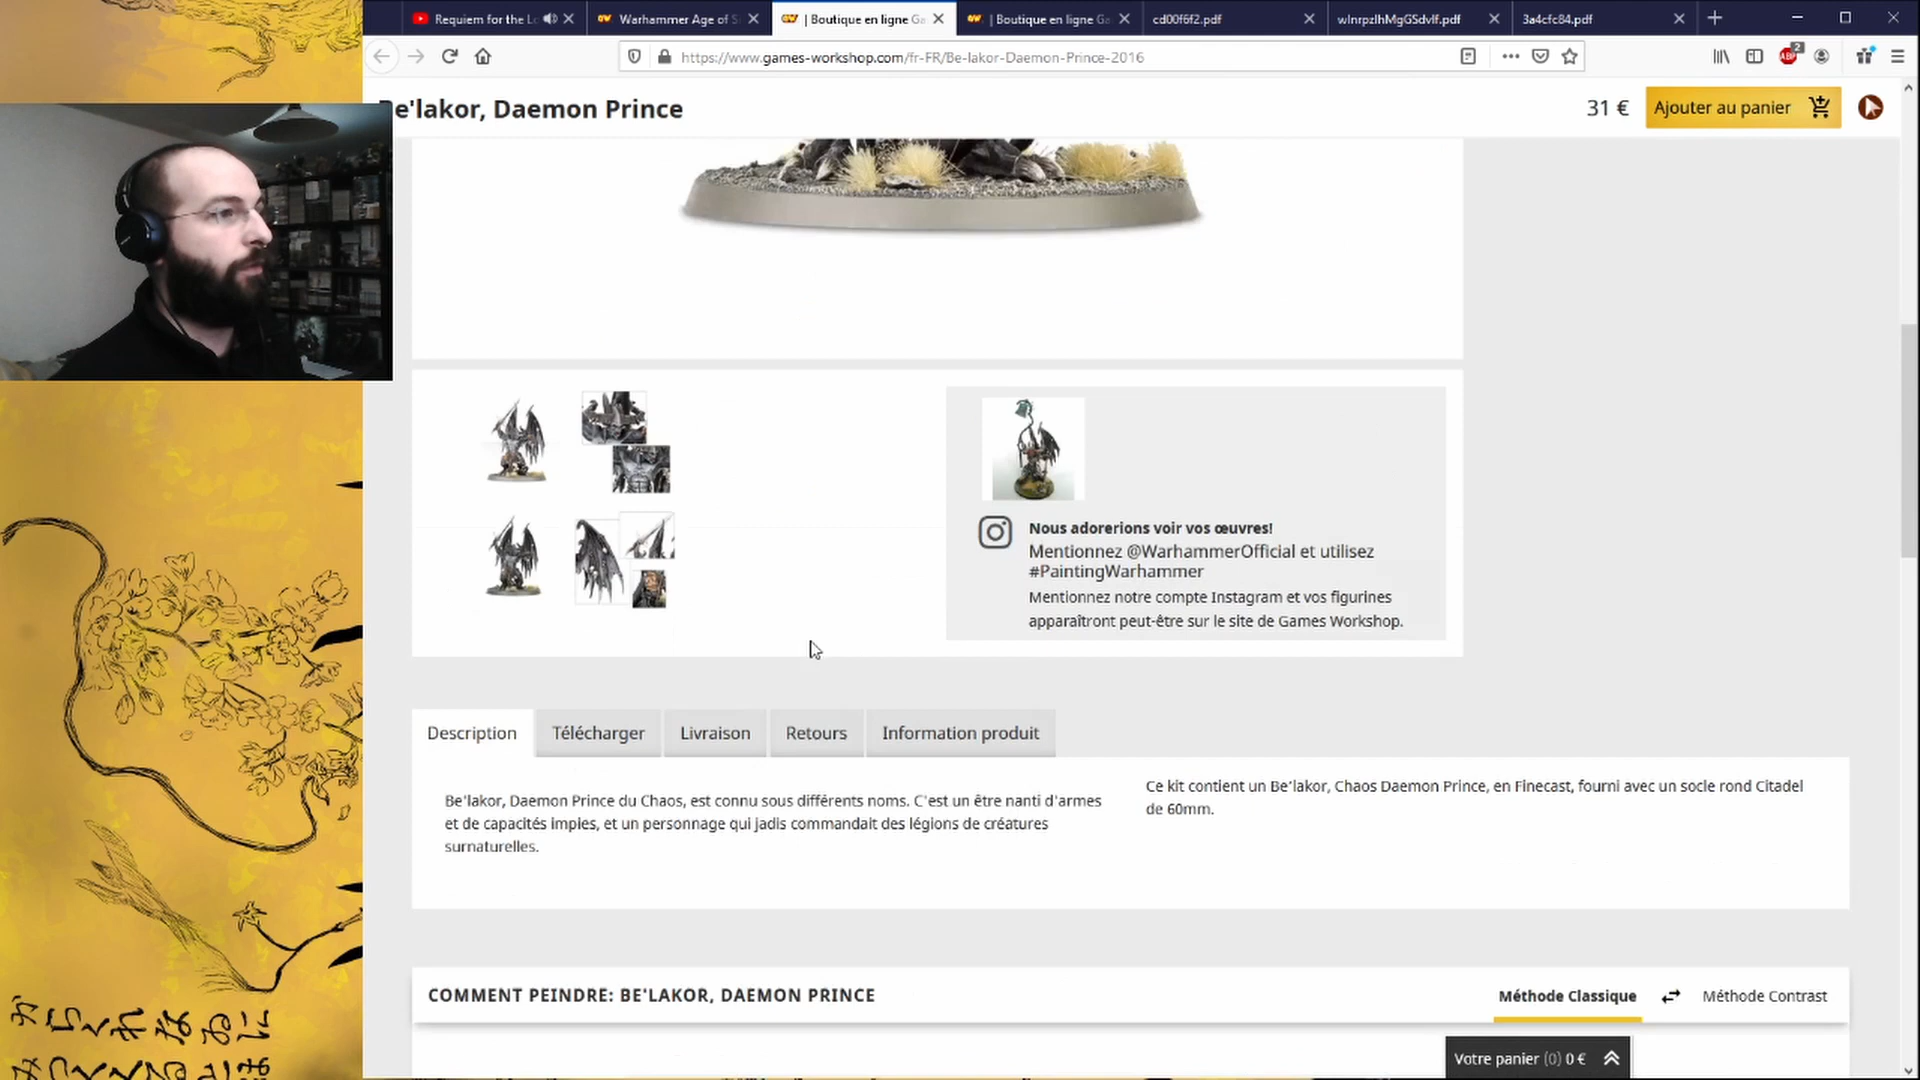 Requiem for the L
Warhammer Age of S
| Boutique en ligne Ga
| Boutique en ligne Ga
cd00f6f2.pdf
3a4cfc84.pdf
https://www.games-workshop.com/fr-FR/Be-lakor-Daemon-Prince-2016
ABP
2
Be'lakor, Daemon Prince
31 €
Ajouter au panier
Nous adorerions voir vos œuvres!
Mentionnez @WarhammerOfficial et utilisez
#PaintingWarhammer
Mentionnez notre compte Instagram et vos figurines
apparaîtront peut-être sur le site de Games Workshop.
Description
Télécharger
Livraison
Retours
Information produit
Be'lakor, Daemon Prince du Chaos, est connu sous différents noms. C'est un être nanti d'armes
et de capacités impies, et un personnage qui jadis commandait des légions de créatures
surnaturelles.
Ce kit contient un Be'lakor, Chaos Daemon Prince, en Finecast, fourni avec un socle rond Citadel
de 60mm.
COMMENT PEINDRE: BE'LAKOR, DAEMON PRINCE
Méthode Classique
Méthode Contrast
Votre panier (0) 0 €